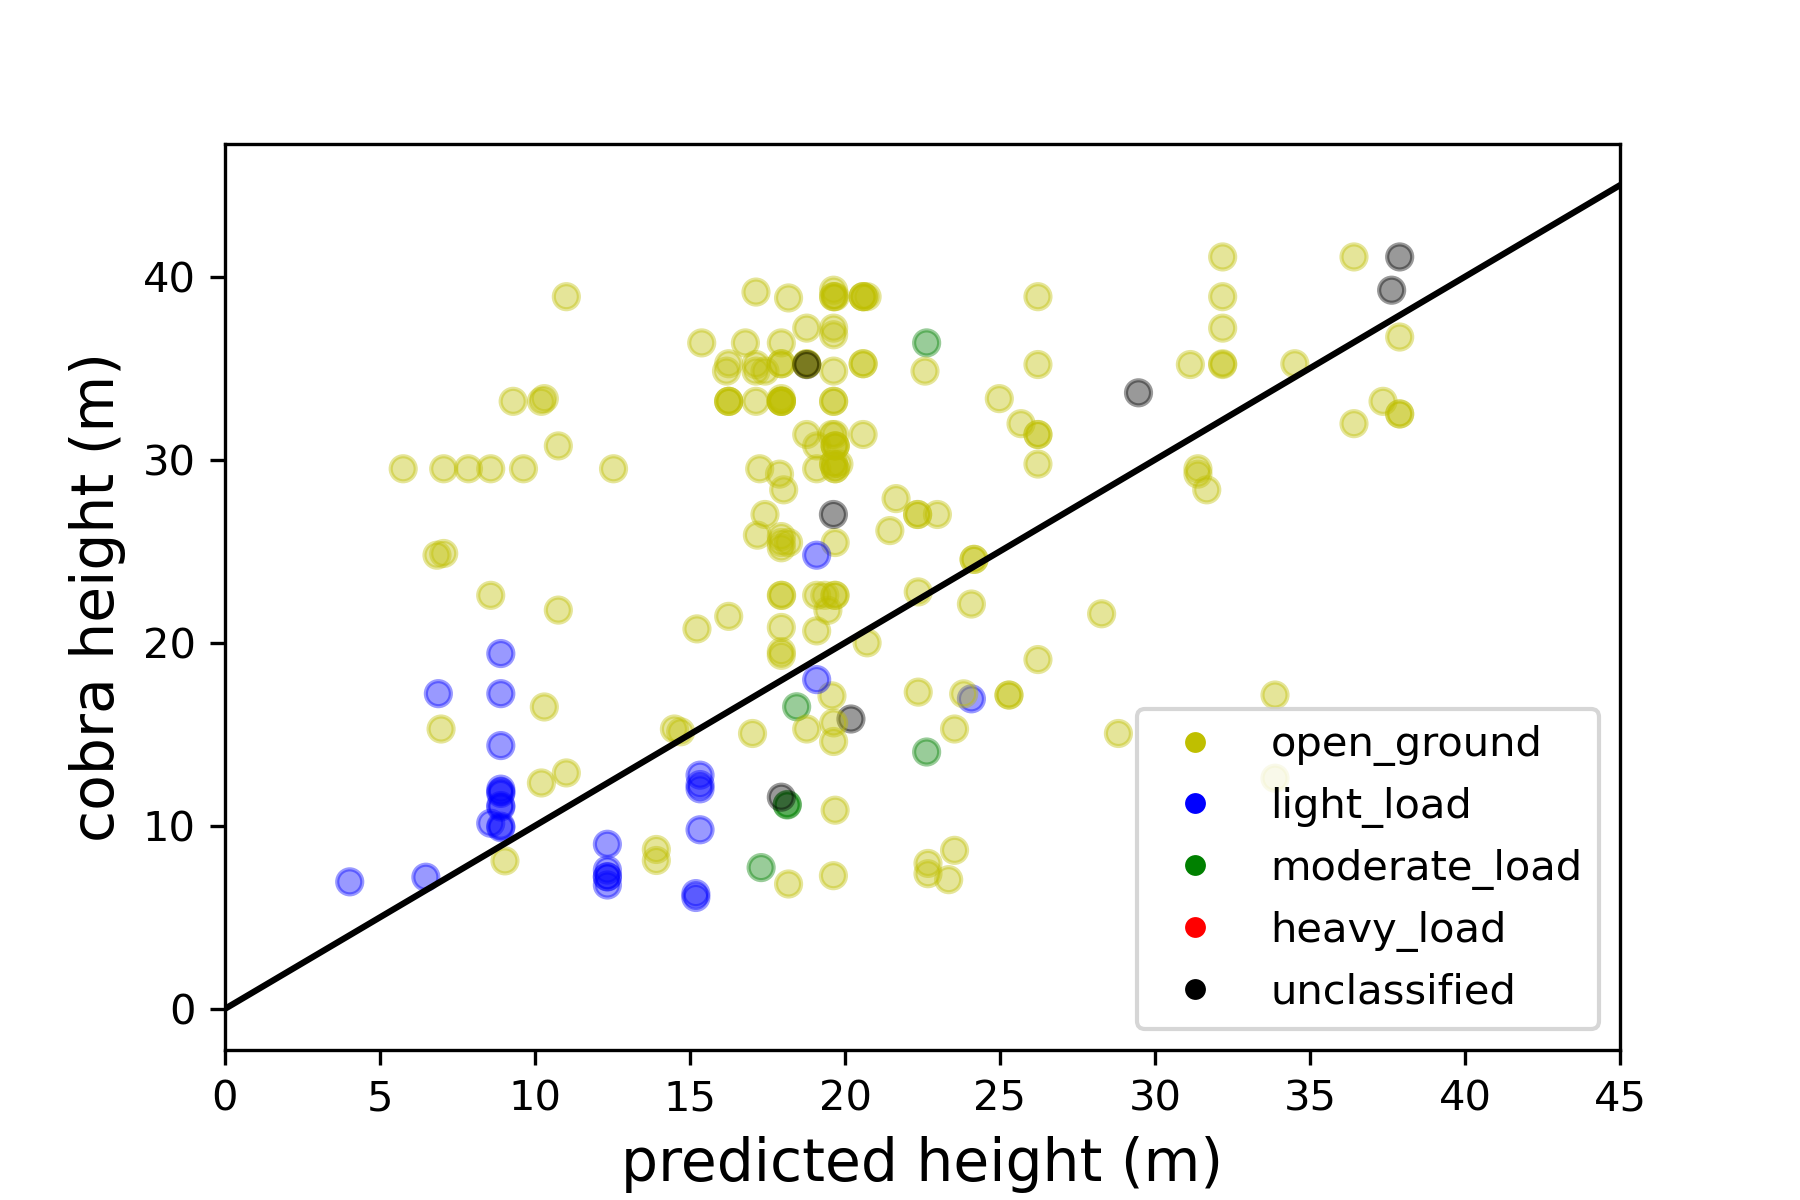 cobra height (m)
40
30
20
10
0
open_ground
light_load
moderate_load
heavy_load
unclassified
0 5 10 15 20 25 30 35 40 45
predicted height (m)